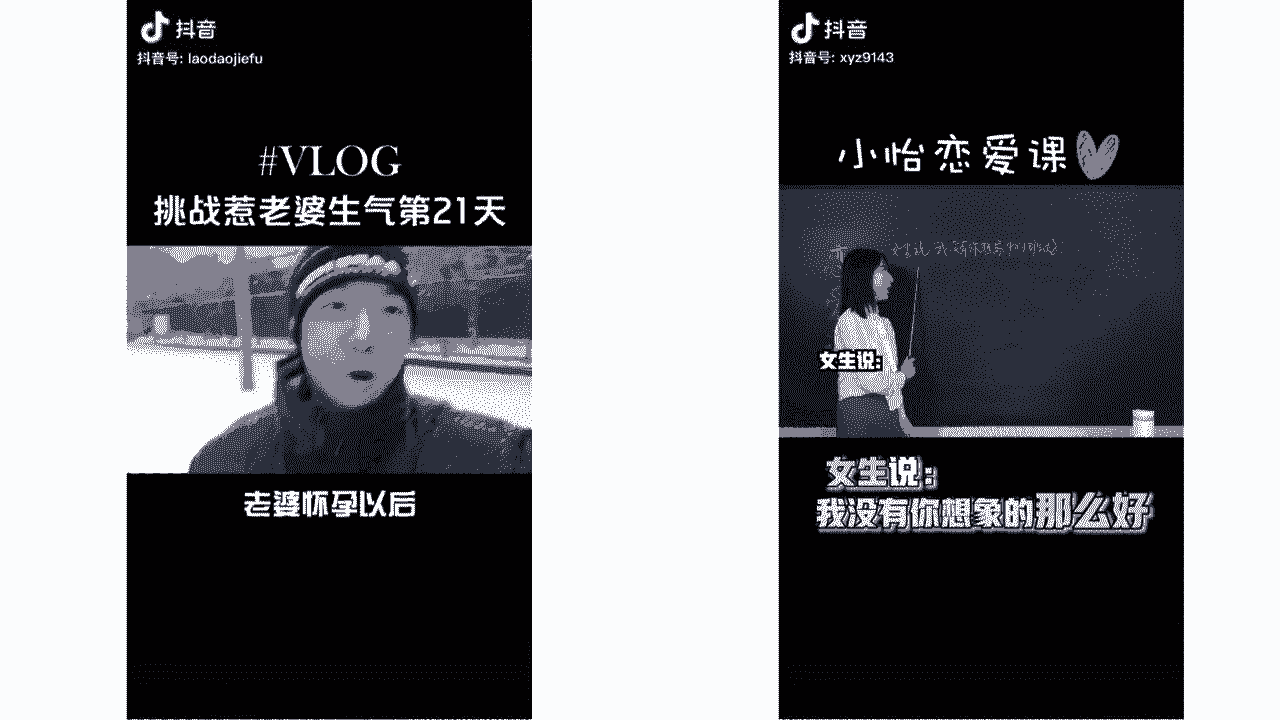 抖音
抖音号: laodaojiefu
#VLOG
挑战惹老婆生气第21天
老婆怀孕以后
抖音
抖音号: xyz9143
小怡恋爱课
女生说:
女生说:
我没有你想象的那么好